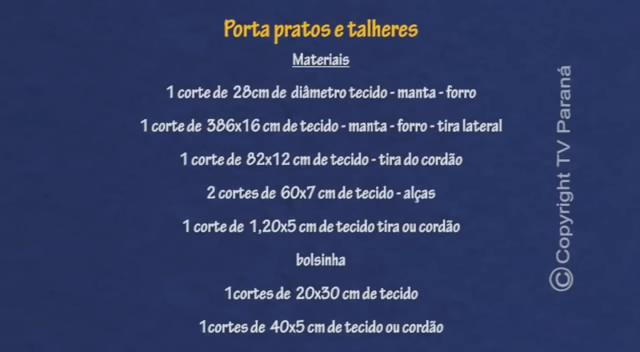 Porta pratos e talheres
Materiais
1 corte de 28cm de diâmetro tecido - manta - forro
1 corte de 386x16 cm de tecido - manta - forro - tira lateral
1 corte de 82x12 cm de tecido - tira do cordão
2 cortes de 60x7 cm de tecido - alças
1 corte de 1,20x5 cm de tecido tira ou cordão
bolsinha
1cortes de 20x30 cm de tecido
1cortes de 40x5 cm de tecido ou cordão
©Copyright TV Paraná